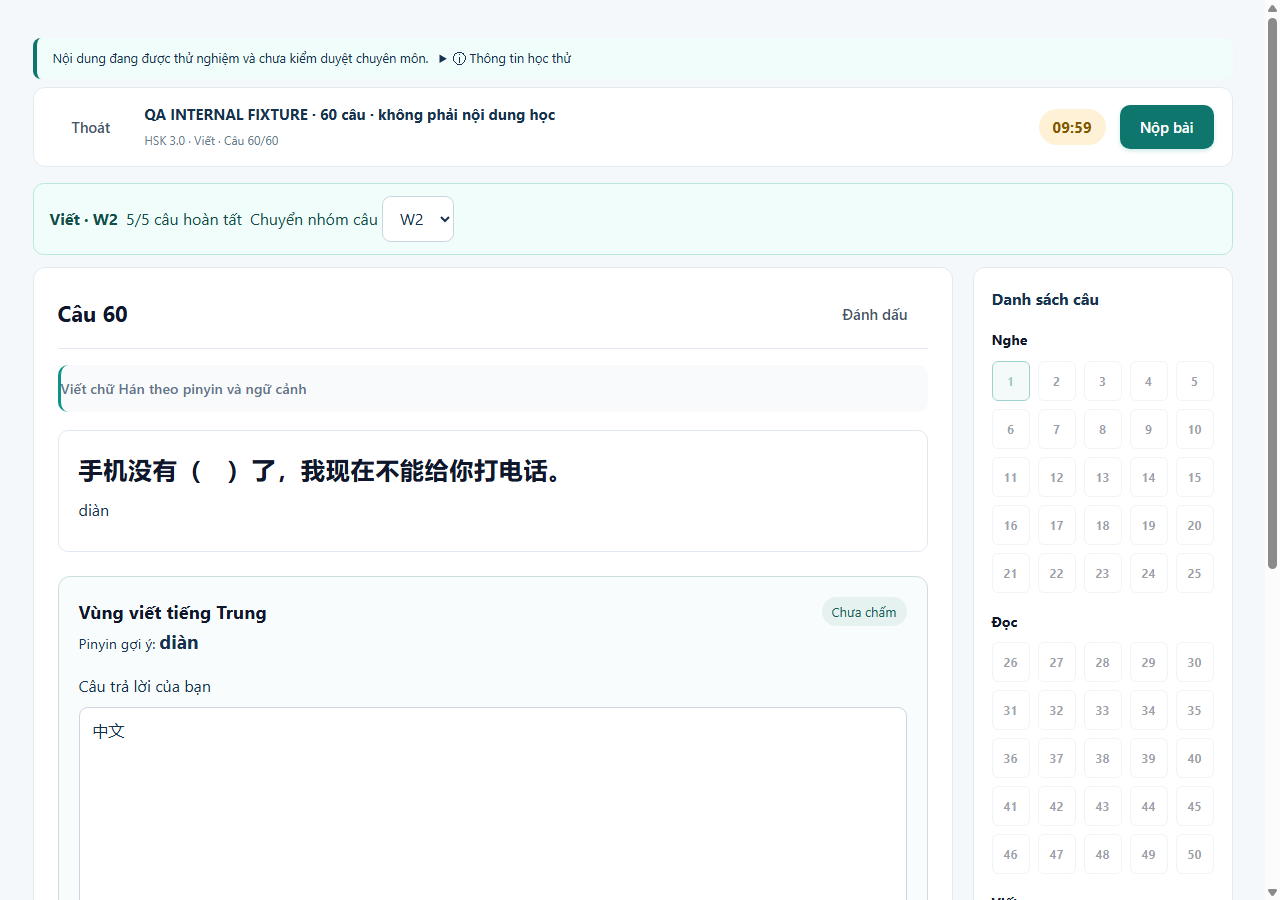 Nội dung đang được thử nghiệm và chưa kiểm duyệt chuyên môn. ▶ ⓘ Thông tin học thử
Thoát
QA INTERNAL FIXTURE · 60 câu · không phải nội dung học
HSK 3.0 · Viết · Câu 60/60
09:59
Nộp bài
Viết · W2 5/5 câu hoàn tất Chuyển nhóm câu W2
Câu 60
Đánh dấu
Viết chữ Hán theo pinyin và ngữ cảnh
手机没有（　）了，我现在不能给你打电话。
diàn
Vùng viết tiếng Trung
Chưa chấm
Pinyin gợi ý: diàn
Câu trả lời của bạn
中文
Danh sách câu
Nghe
1 2 3 4 5
6 7 8 9 10
11 12 13 14 15
16 17 18 19 20
21 22 23 24 25
Đọc
26 27 28 29 30
31 32 33 34 35
36 37 38 39 40
41 42 43 44 45
46 47 48 49 50